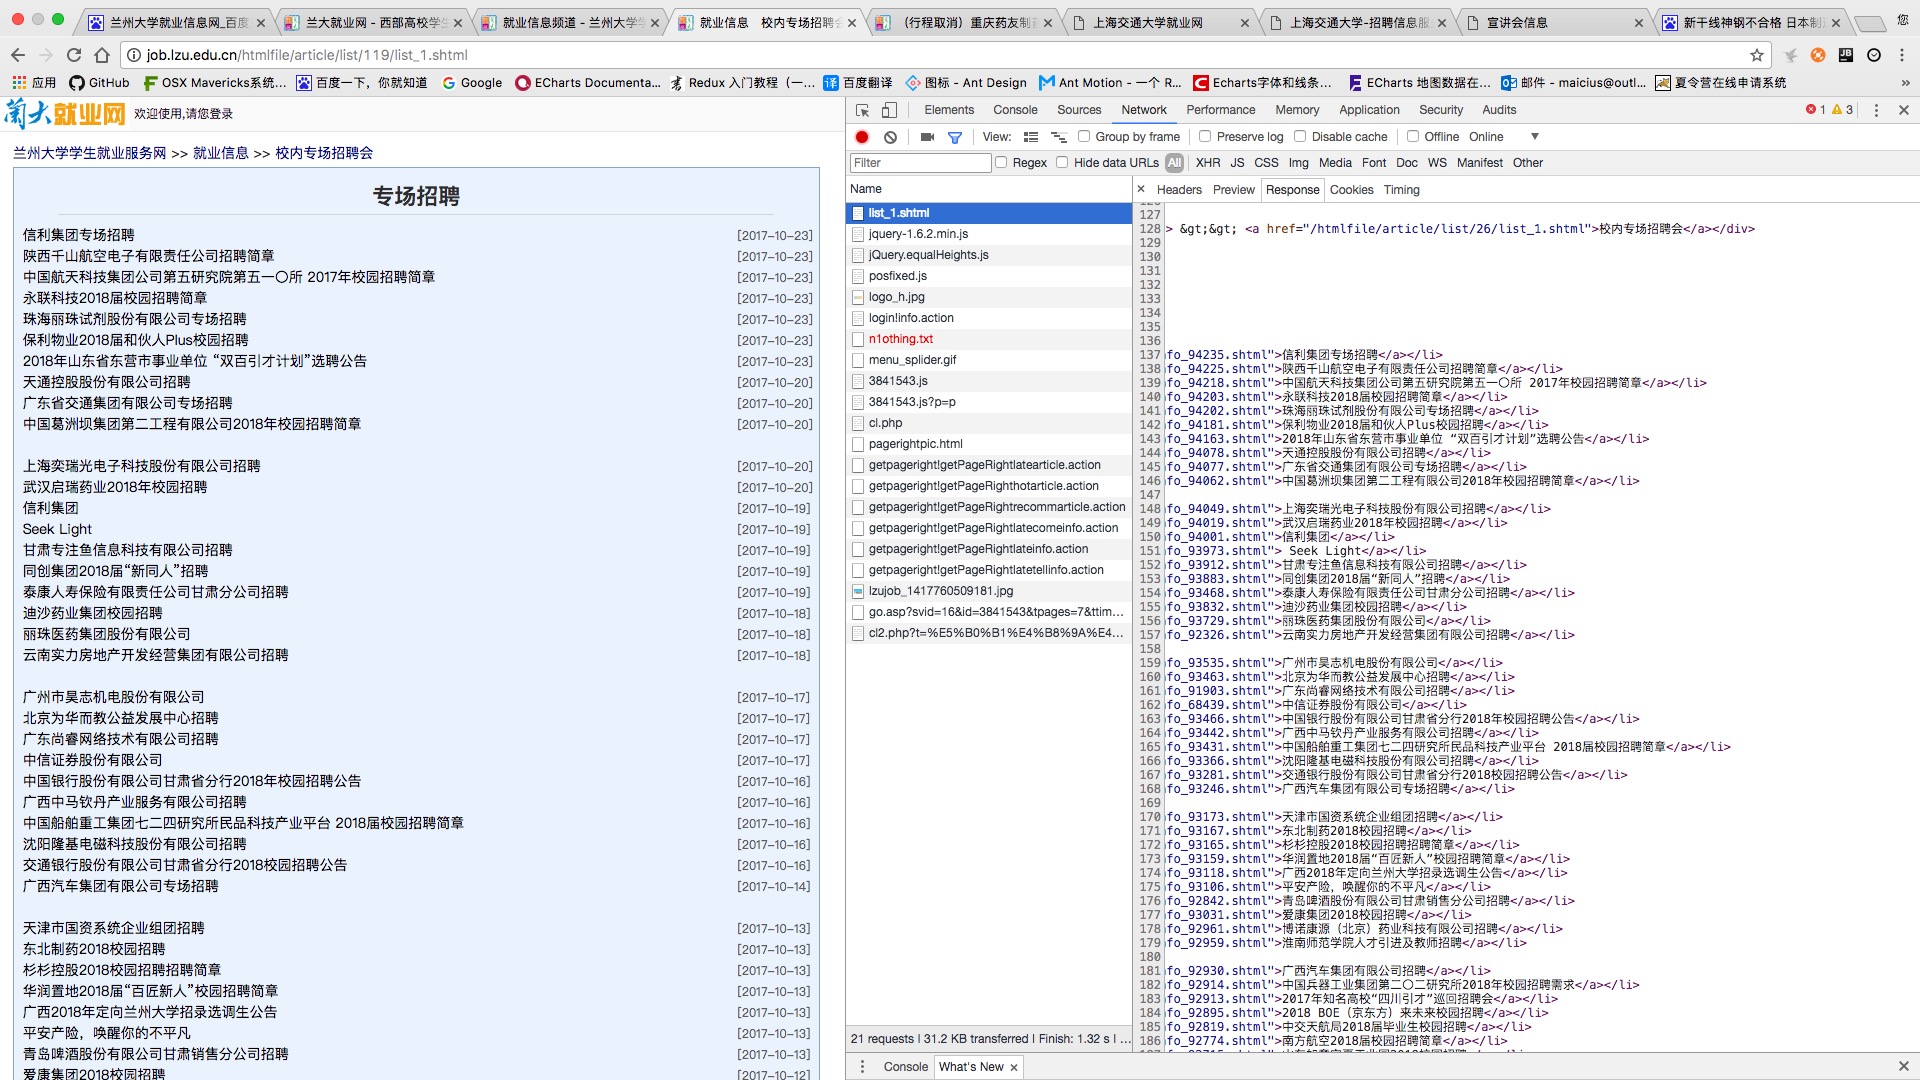 兰州大学就业信息网_百度
兰大就业网 - 西部高校学生
就业信息频道 - 兰州大学学
就业信息 校内专场招聘会
（行程取消）重庆药友制药
上海交通大学就业网
上海交通大学-招聘信息服
宣讲会信息
新干线神钢不合格 日本制造
您
job.lzu.edu.cn/htmlfile/article/list/119/list_1.shtml
应用
GitHub
OSX Mavericks系统...
百度一下，你就知道
Google
ECharts Documenta...
Redux 入门教程（一...
百度翻译
图标 - Ant Design
Ant Motion - 一个 R...
Echarts字体和线条...
ECharts 地图数据在...
邮件 - maicius@outl...
夏令营在线申请系统
»
兰大就业网 欢迎使用,请您登录
兰州大学学生就业服务网 >> 就业信息 >> 校内专场招聘会
专场招聘
信利集团专场招聘 [2017-10-23]
陕西千山航空电子有限责任公司招聘简章 [2017-10-23]
中国航天科技集团公司第五研究院第五一〇所 2017年校园招聘简章 [2017-10-23]
永联科技2018届校园招聘简章 [2017-10-23]
珠海丽珠试剂股份有限公司专场招聘 [2017-10-23]
保利物业2018届和伙人Plus校园招聘 [2017-10-23]
2018年山东省东营市事业单位 “双百引才计划”选聘公告 [2017-10-23]
天通控股股份有限公司招聘 [2017-10-20]
广东省交通集团有限公司专场招聘 [2017-10-20]
中国葛洲坝集团第二工程有限公司2018年校园招聘简章 [2017-10-20]
上海奕瑞光电子科技股份有限公司招聘 [2017-10-20]
武汉启瑞药业2018年校园招聘 [2017-10-20]
信利集团 [2017-10-19]
Seek Light [2017-10-19]
甘肃专注鱼信息科技有限公司招聘 [2017-10-19]
同创集团2018届“新同人”招聘 [2017-10-19]
泰康人寿保险有限责任公司甘肃分公司招聘 [2017-10-19]
迪沙药业集团校园招聘 [2017-10-18]
丽珠医药集团股份有限公司 [2017-10-18]
云南实力房地产开发经营集团有限公司招聘 [2017-10-18]
广州市昊志机电股份有限公司 [2017-10-17]
北京为华而教公益发展中心招聘 [2017-10-17]
广东尚睿网络技术有限公司招聘 [2017-10-17]
中信证券股份有限公司 [2017-10-17]
中国银行股份有限公司甘肃省分行2018年校园招聘公告 [2017-10-16]
广西中马钦丹产业服务有限公司招聘 [2017-10-16]
中国船舶重工集团七二四研究所民品科技产业平台 2018届校园招聘简章 [2017-10-16]
沈阳隆基电磁科技股份有限公司招聘 [2017-10-16]
交通银行股份有限公司甘肃省分行2018校园招聘公告 [2017-10-16]
广西汽车集团有限公司专场招聘 [2017-10-14]
天津市国资系统企业组团招聘 [2017-10-13]
东北制药2018校园招聘 [2017-10-13]
杉杉控股2018校园招聘招聘简章 [2017-10-13]
华润置地2018届“百匠新人”校园招聘简章 [2017-10-13]
广西2018年定向兰州大学招录选调生公告 [2017-10-13]
平安产险，唤醒你的不平凡 [2017-10-13]
青岛啤酒股份有限公司甘肃销售分公司招聘 [2017-10-13]
爱康集团2018校园招聘 [2017-10-12]
Elements Console Sources Network Performance Memory Application Security Audits 1 3
View: Group by frame Preserve log Disable cache Offline Online
Filter Regex Hide data URLs All XHR JS CSS Img Media Font Doc WS Manifest Other
Name
list_1.shtml
jquery-1.6.2.min.js
jQuery.equalHeights.js
posfixed.js
logo_h.jpg
login!info.action
n1othing.txt
menu_splider.gif
3841543.js
3841543.js?p=p
cl.php
pagerightpic.html
getpageright!getPageRightlatearticle.action
getpageright!getPageRighthotarticle.action
getpageright!getPageRightrecommarticle.action
getpageright!getPageRightlatecomeinfo.action
getpageright!getPageRightlateinfo.action
getpageright!getPageRightlatetellinfo.action
lzujob_1417760509181.jpg
go.asp?svid=16&id=3841543&tpages=7&ttim...
cl2.php?t=%E5%B0%B1%E4%B8%9A%E4...
21 requests | 31.2 KB transferred | Finish: 1.32 s | ...
Headers Preview Response Cookies Timing
127
128 > &gt;&gt; <a href="/htmlfile/article/list/26/list_1.shtml">校内专场招聘会</a></div>
129
130
131
132
133
134
135
136
137 fo_94235.shtml">信利集团专场招聘</a></li>
138 fo_94225.shtml">陕西千山航空电子有限责任公司招聘简章</a></li>
139 fo_94218.shtml">中国航天科技集团公司第五研究院第五一〇所 2017年校园招聘简章</a></li>
140 fo_94203.shtml">永联科技2018届校园招聘简章</a></li>
141 fo_94202.shtml">珠海丽珠试剂股份有限公司专场招聘</a></li>
142 fo_94181.shtml">保利物业2018届和伙人Plus校园招聘</a></li>
143 fo_94163.shtml">2018年山东省东营市事业单位 “双百引才计划”选聘公告</a></li>
144 fo_94078.shtml">天通控股股份有限公司招聘</a></li>
145 fo_94077.shtml">广东省交通集团有限公司专场招聘</a></li>
146 fo_94062.shtml">中国葛洲坝集团第二工程有限公司2018年校园招聘简章</a></li>
147
148 fo_94049.shtml">上海奕瑞光电子科技股份有限公司招聘</a></li>
149 fo_94019.shtml">武汉启瑞药业2018年校园招聘</a></li>
150 fo_94001.shtml">信利集团</a></li>
151 fo_93973.shtml"> Seek Light</a></li>
152 fo_93912.shtml">甘肃专注鱼信息科技有限公司招聘</a></li>
153 fo_93883.shtml">同创集团2018届“新同人”招聘</a></li>
154 fo_93468.shtml">泰康人寿保险有限责任公司甘肃分公司招聘</a></li>
155 fo_93832.shtml">迪沙药业集团校园招聘</a></li>
156 fo_93729.shtml">丽珠医药集团股份有限公司</a></li>
157 fo_92326.shtml">云南实力房地产开发经营集团有限公司招聘</a></li>
158
159 fo_93535.shtml">广州市昊志机电股份有限公司</a></li>
160 fo_93463.shtml">北京为华而教公益发展中心招聘</a></li>
161 fo_91903.shtml">广东尚睿网络技术有限公司招聘</a></li>
162 fo_68439.shtml">中信证券股份有限公司</a></li>
163 fo_93466.shtml">中国银行股份有限公司甘肃省分行2018年校园招聘公告</a></li>
164 fo_93442.shtml">广西中马钦丹产业服务有限公司招聘</a></li>
165 fo_93431.shtml">中国船舶重工集团七二四研究所民品科技产业平台 2018届校园招聘简章</a></li>
166 fo_93366.shtml">沈阳隆基电磁科技股份有限公司招聘</a></li>
167 fo_93281.shtml">交通银行股份有限公司甘肃省分行2018校园招聘公告</a></li>
168 fo_93246.shtml">广西汽车集团有限公司专场招聘</a></li>
169
170 fo_93173.shtml">天津市国资系统企业组团招聘</a></li>
171 fo_93167.shtml">东北制药2018校园招聘</a></li>
172 fo_93165.shtml">杉杉控股2018校园招聘招聘简章</a></li>
173 fo_93159.shtml">华润置地2018届“百匠新人”校园招聘简章</a></li>
174 fo_93118.shtml">广西2018年定向兰州大学招录选调生公告</a></li>
175 fo_93106.shtml">平安产险，唤醒你的不平凡</a></li>
176 fo_92842.shtml">青岛啤酒股份有限公司甘肃销售分公司招聘</a></li>
177 fo_93031.shtml">爱康集团2018校园招聘</a></li>
178 fo_92961.shtml">博诺康源（北京）药业科技有限公司招聘</a></li>
179 fo_92959.shtml">淮南师范学院人才引进及教师招聘</a></li>
180
181 fo_92930.shtml">广西汽车集团有限公司招聘</a></li>
182 fo_92914.shtml">中国兵器工业集团第二〇二研究所2018年校园招聘需求</a></li>
183 fo_92913.shtml">2017年知名高校“四川引才”巡回招聘会</a></li>
184 fo_92895.shtml">2018 BOE（京东方）来未来校园招聘</a></li>
185 fo_92819.shtml">中交天航局2018届毕业生校园招聘</a></li>
186 fo_92774.shtml">南方航空2018届校园招聘简章</a></li>
Console What's New